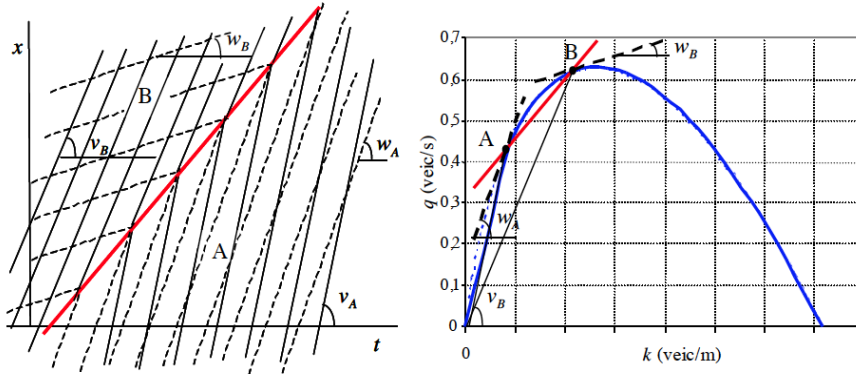 x
w_B
B
v_B
w_A
A
v_A
t
q (veic/s)
0,7
0,6
0,5
0,4
0,3
0,2
0,1
0
B
w_B
A
w_A
v_B
0
k (veic/m)